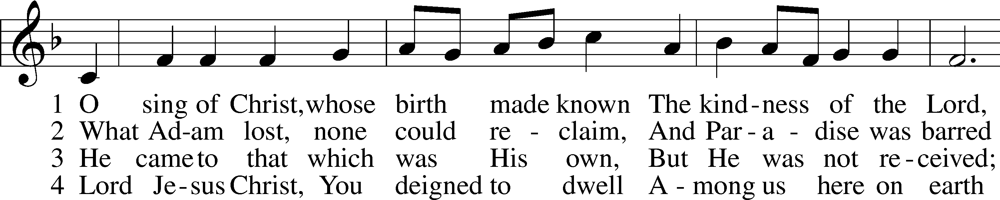 1 O sing of Christ, whose birth made known The kind-ness of the Lord,
2 What Ad-am lost, none could re - claim, And Par - a - dise was barred
3 He came to that which was His own, But He was not re - ceived;
4 Lord Je - sus Christ, You deigned to dwell A - mong us here on earth